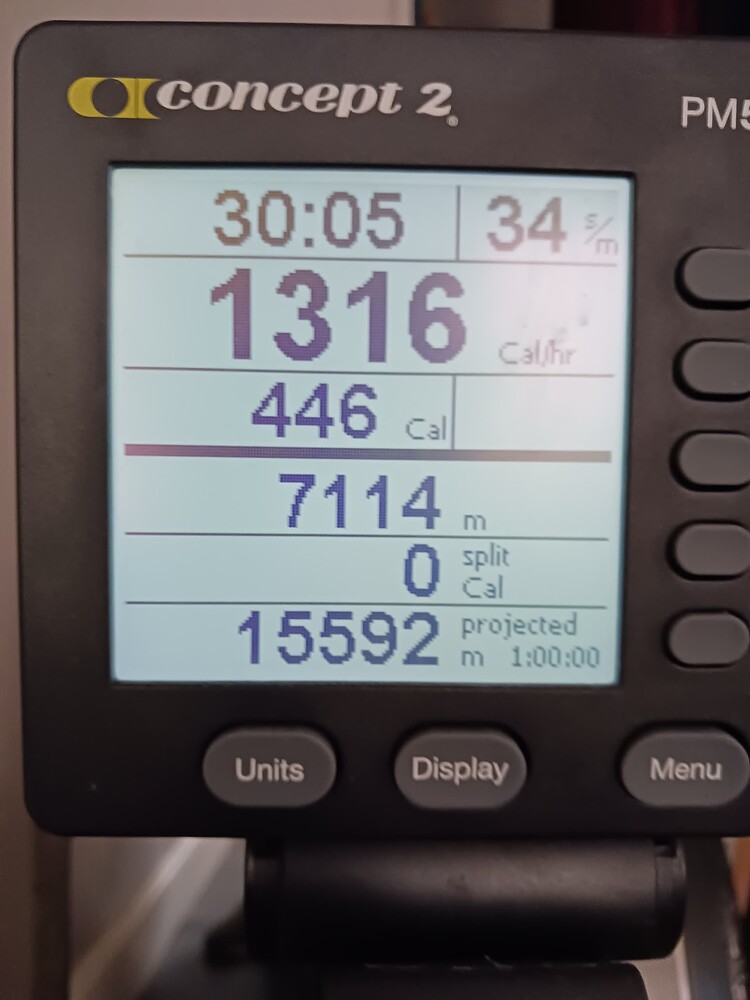 concept 2®
PM5
30:05 34 s/m
1316 Cal/hr
446 Cal
7114 m
0 split Cal
15592 projected m 1:00:00
Units Display Menu